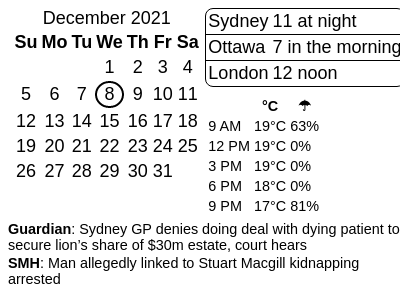 December 2021
Su Mo Tu We Th Fr Sa
1 2 3 4
5 6 7 8 9 10 11
12 13 14 15 16 17 18
19 20 21 22 23 24 25
26 27 28 29 30 31
Sydney 11 at night
Ottawa 7 in the morning
London 12 noon
°C ☂
9 AM 19°C 63%
12 PM 19°C 0%
3 PM 19°C 0%
6 PM 18°C 0%
9 PM 17°C 81%
Guardian: Sydney GP denies doing deal with dying patient to
secure lion’s share of $30m estate, court hears
SMH: Man allegedly linked to Stuart Macgill kidnapping
arrested